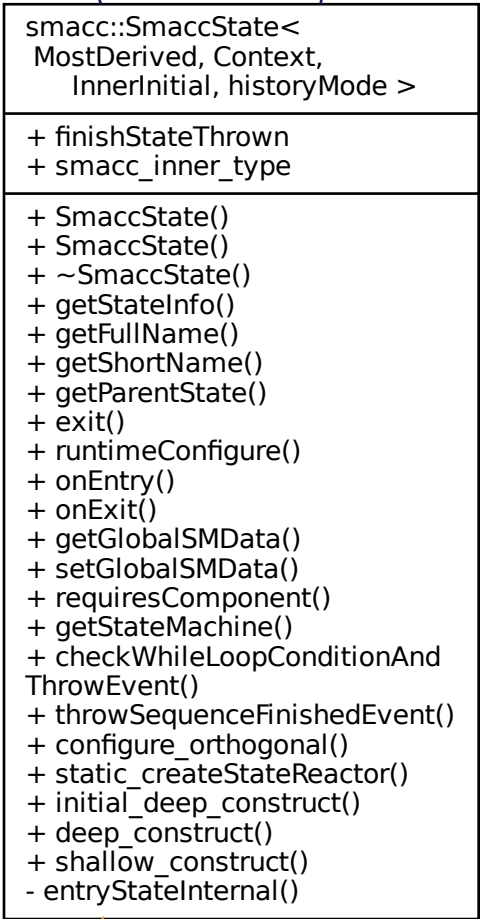 smacc::SmaccState<
MostDerived, Context,
InnerInitial, historyMode >
+ finishStateThrown
+ smacc_inner_type
+ SmaccState()
+ SmaccState()
+ ~SmaccState()
+ getStateInfo()
+ getFullName()
+ getShortName()
+ getParentState()
+ exit()
+ runtimeConfigure()
+ onEntry()
+ onExit()
+ getGlobalSMData()
+ setGlobalSMData()
+ requiresComponent()
+ getStateMachine()
+ checkWhileLoopConditionAnd
ThrowEvent()
+ throwSequenceFinishedEvent()
+ configure_orthogonal()
+ static_createStateReactor()
+ initial_deep_construct()
+ deep_construct()
+ shallow_construct()
- entryStateInternal()